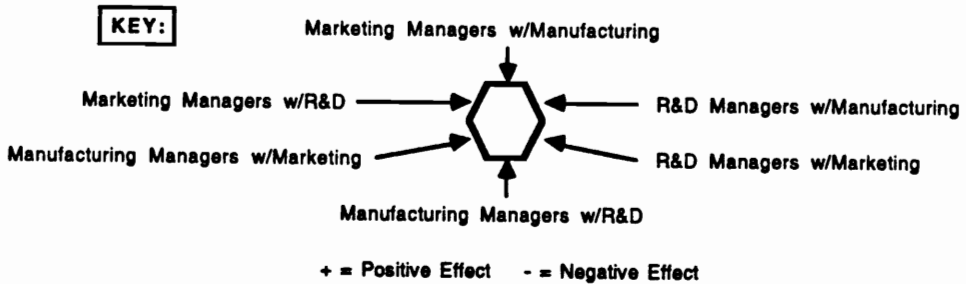 KEY:
Marketing Managers w/Manufacturing
Marketing Managers w/R&D
R&D Managers w/Manufacturing
Manufacturing Managers w/Marketing
R&D Managers w/Marketing
Manufacturing Managers w/R&D
+ = Positive Effect - = Negative Effect